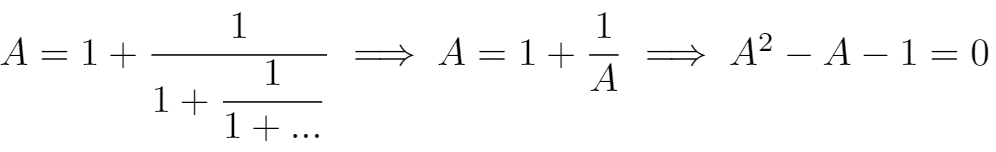 A = 1 + \frac{1}{1 + \frac{1}{1 + ...}} \implies A = 1 + \frac{1}{A} \implies A^2 - A - 1 = 0